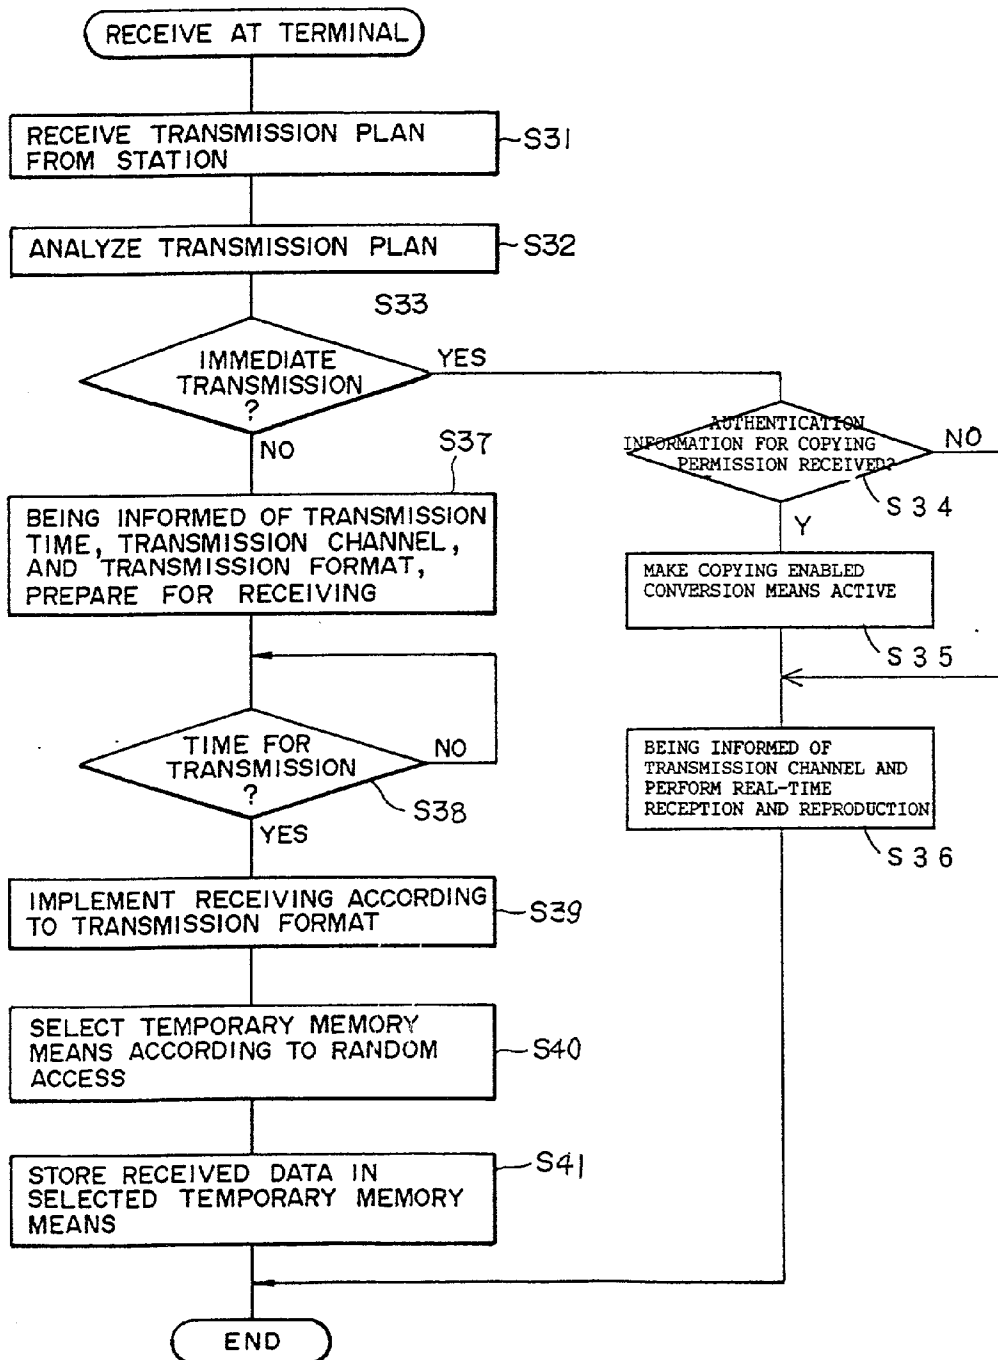 RECEIVE AT TERMINAL
RECEIVE TRANSMISSION PLAN
FROM STATION
S31
ANALYZE TRANSMISSION PLAN
S32
S33
IMMEDIATE
TRANSMISSION
?
YES
NO
AUTHENTICATION
INFORMATION FOR COPYING
PERMISSION RECEIVED?
NO
S34
Y
MAKE COPYING ENABLED
CONVERSION MEANS ACTIVE
S35
BEING INFORMED OF
TRANSMISSION CHANNEL AND
PERFORM REAL-TIME
RECEPTION AND REPRODUCTION
S36
S37
BEING INFORMED OF TRANSMISSION
TIME, TRANSMISSION CHANNEL,
AND TRANSMISSION FORMAT,
PREPARE FOR RECEIVING
TIME FOR
TRANSMISSION
?
NO
S38
YES
IMPLEMENT RECEIVING ACCORDING
TO TRANSMISSION FORMAT
S39
SELECT TEMPORARY MEMORY
MEANS ACCORDING TO RANDOM
ACCESS
S40
STORE RECEIVED DATA IN
SELECTED TEMPORARY MEMORY
MEANS
S41
END